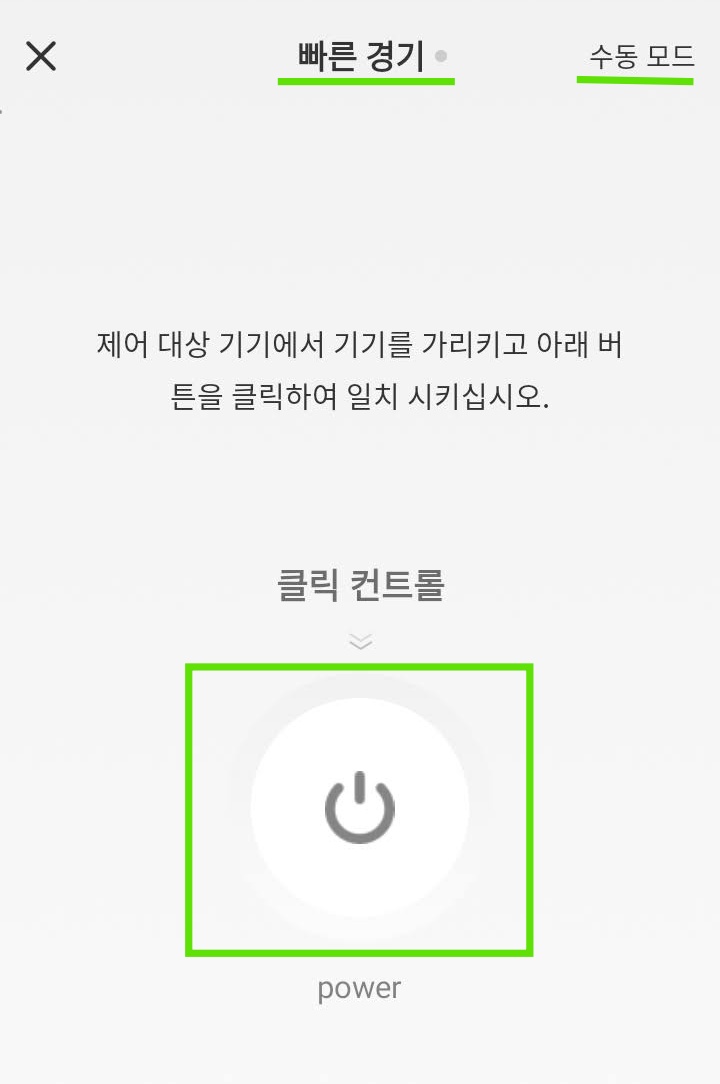 빠른 경기
수동 모드
제어 대상 기기에서 기기를 가리키고 아래 버
튼을 클릭하여 일치 시키십시오.
클릭 컨트롤
power